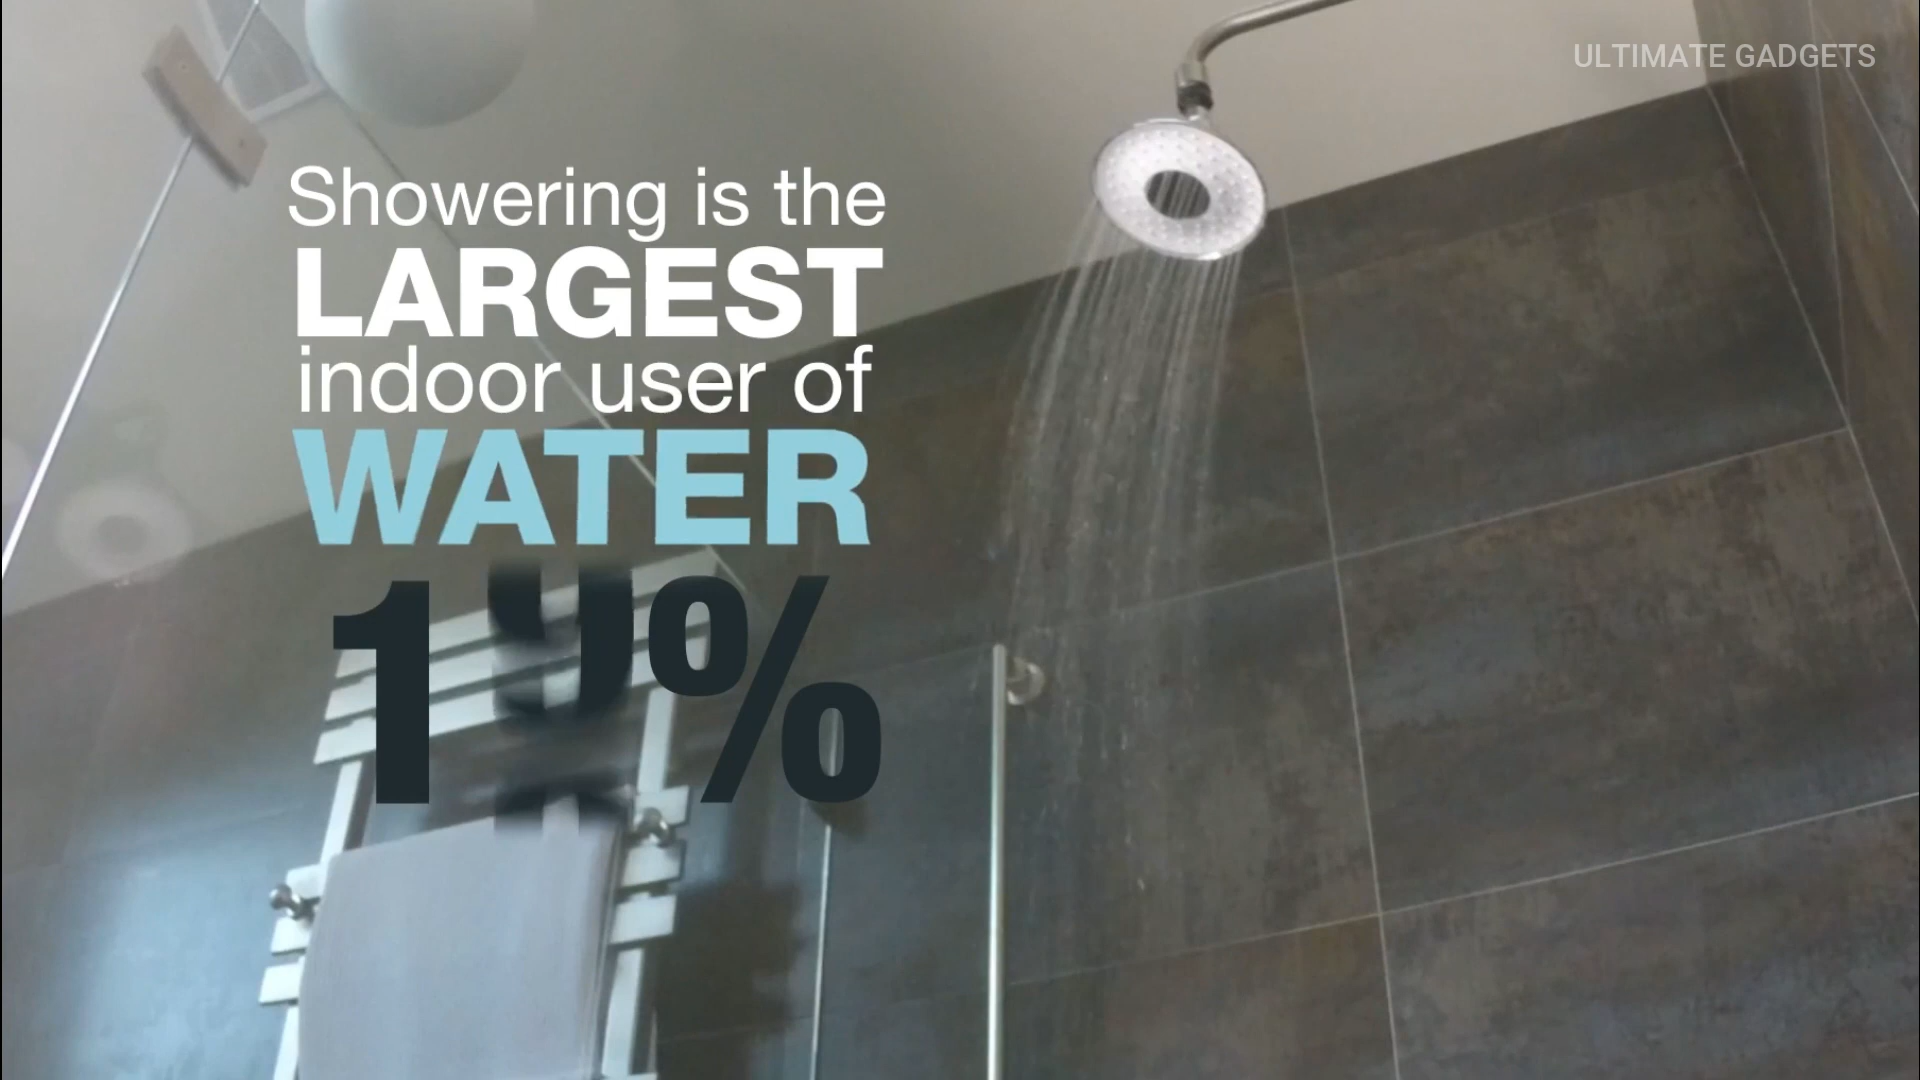 ULTIMATE GADGETS
Showering is the
LARGEST
indoor user of
WATER